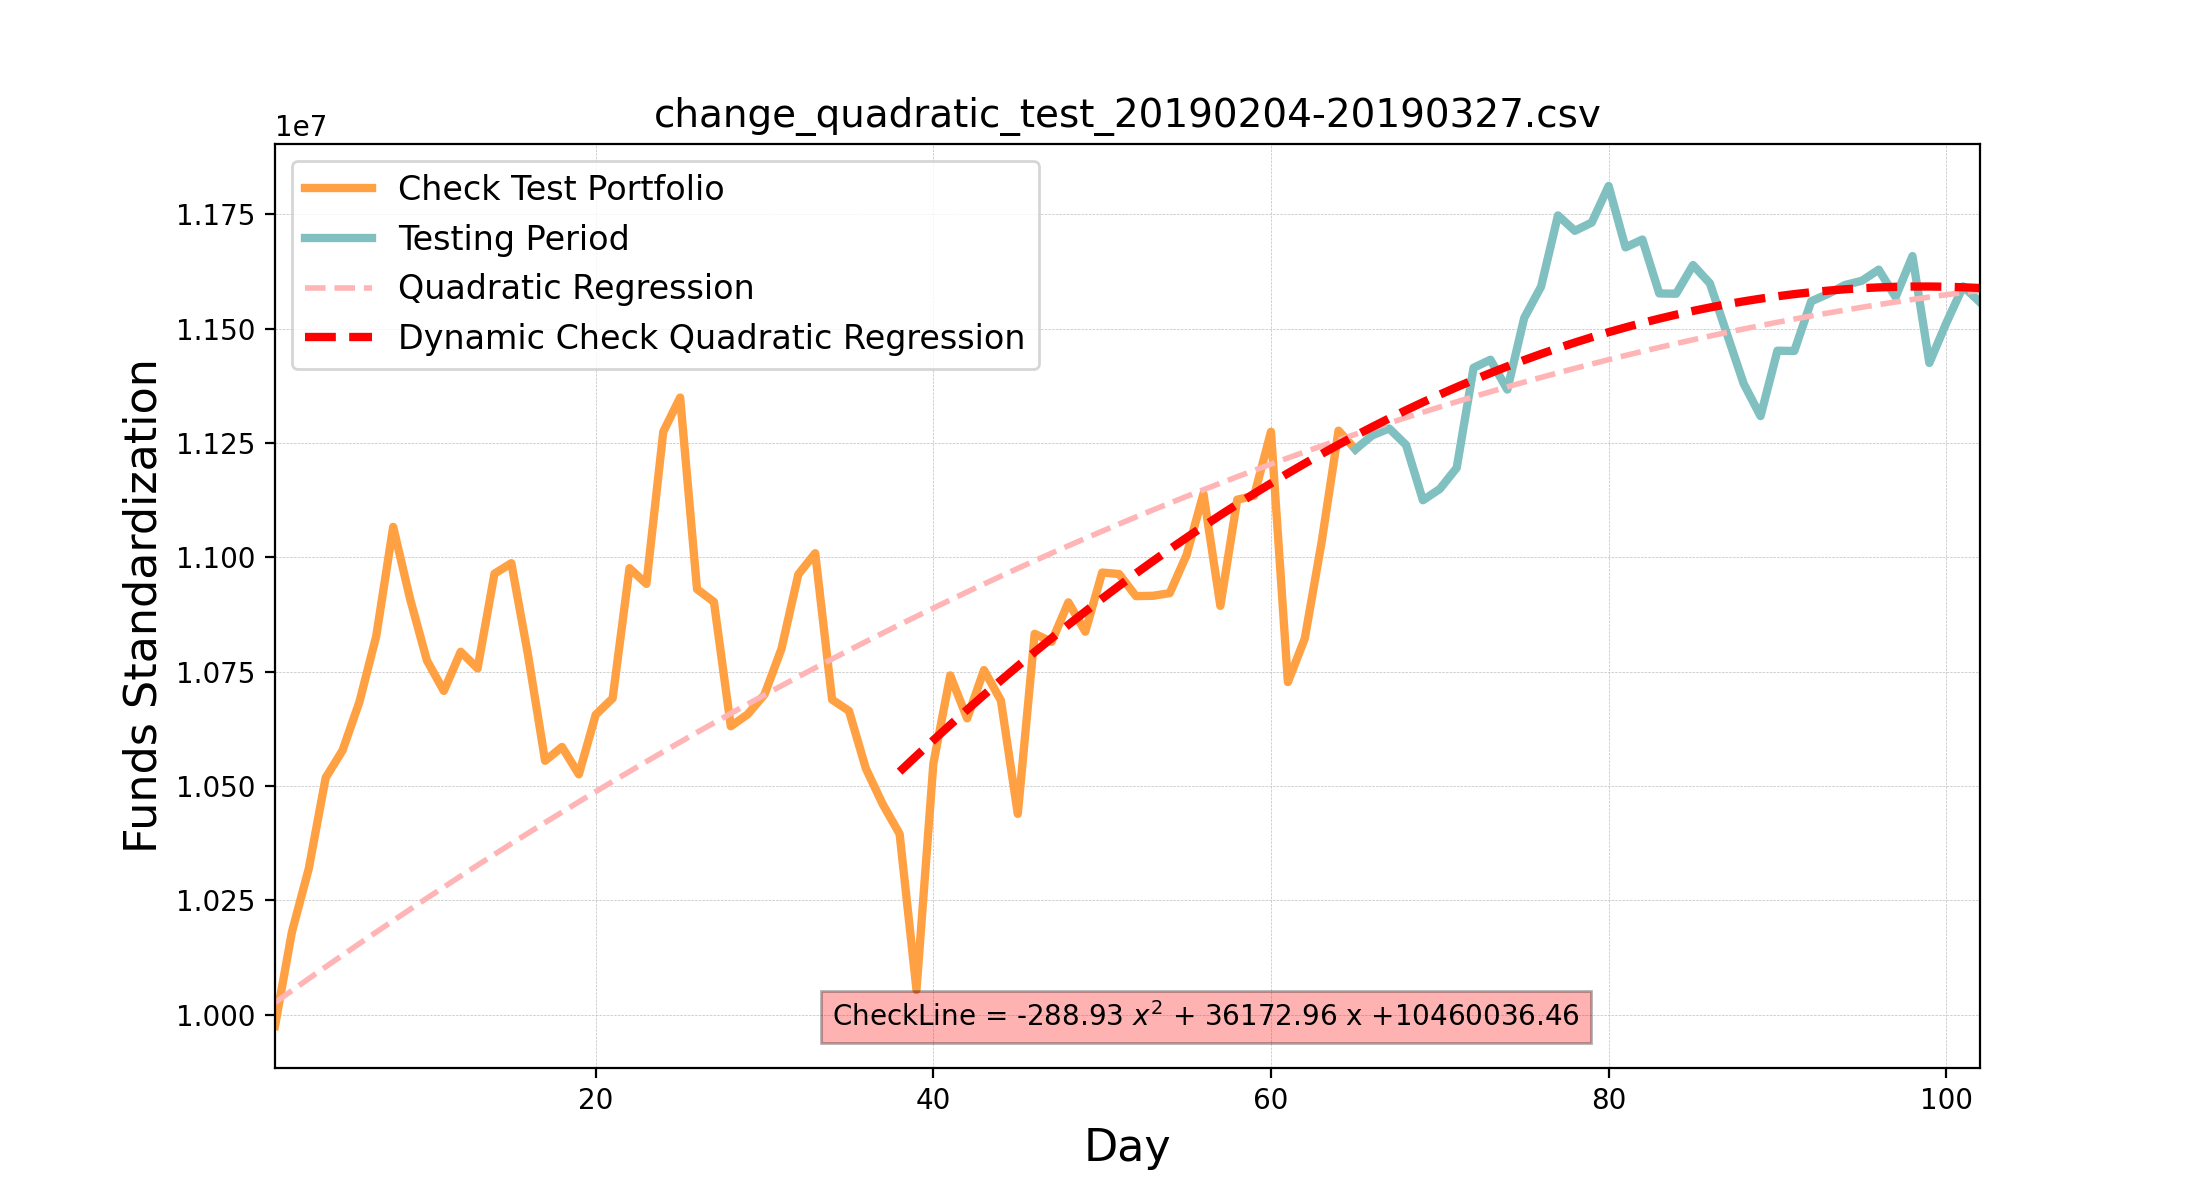 change_quadratic_test_20190204-20190327.csv
1e7
Check Test Portfolio
Testing Period
Quadratic Regression
Dynamic Check Quadratic Regression
1.175
1.150
1.125
1.100
1.075
1.050
1.025
1.000
Funds Standardization
CheckLine = -288.93 x² + 36172.96 x +10460036.46
20 40 60 80 100
Day